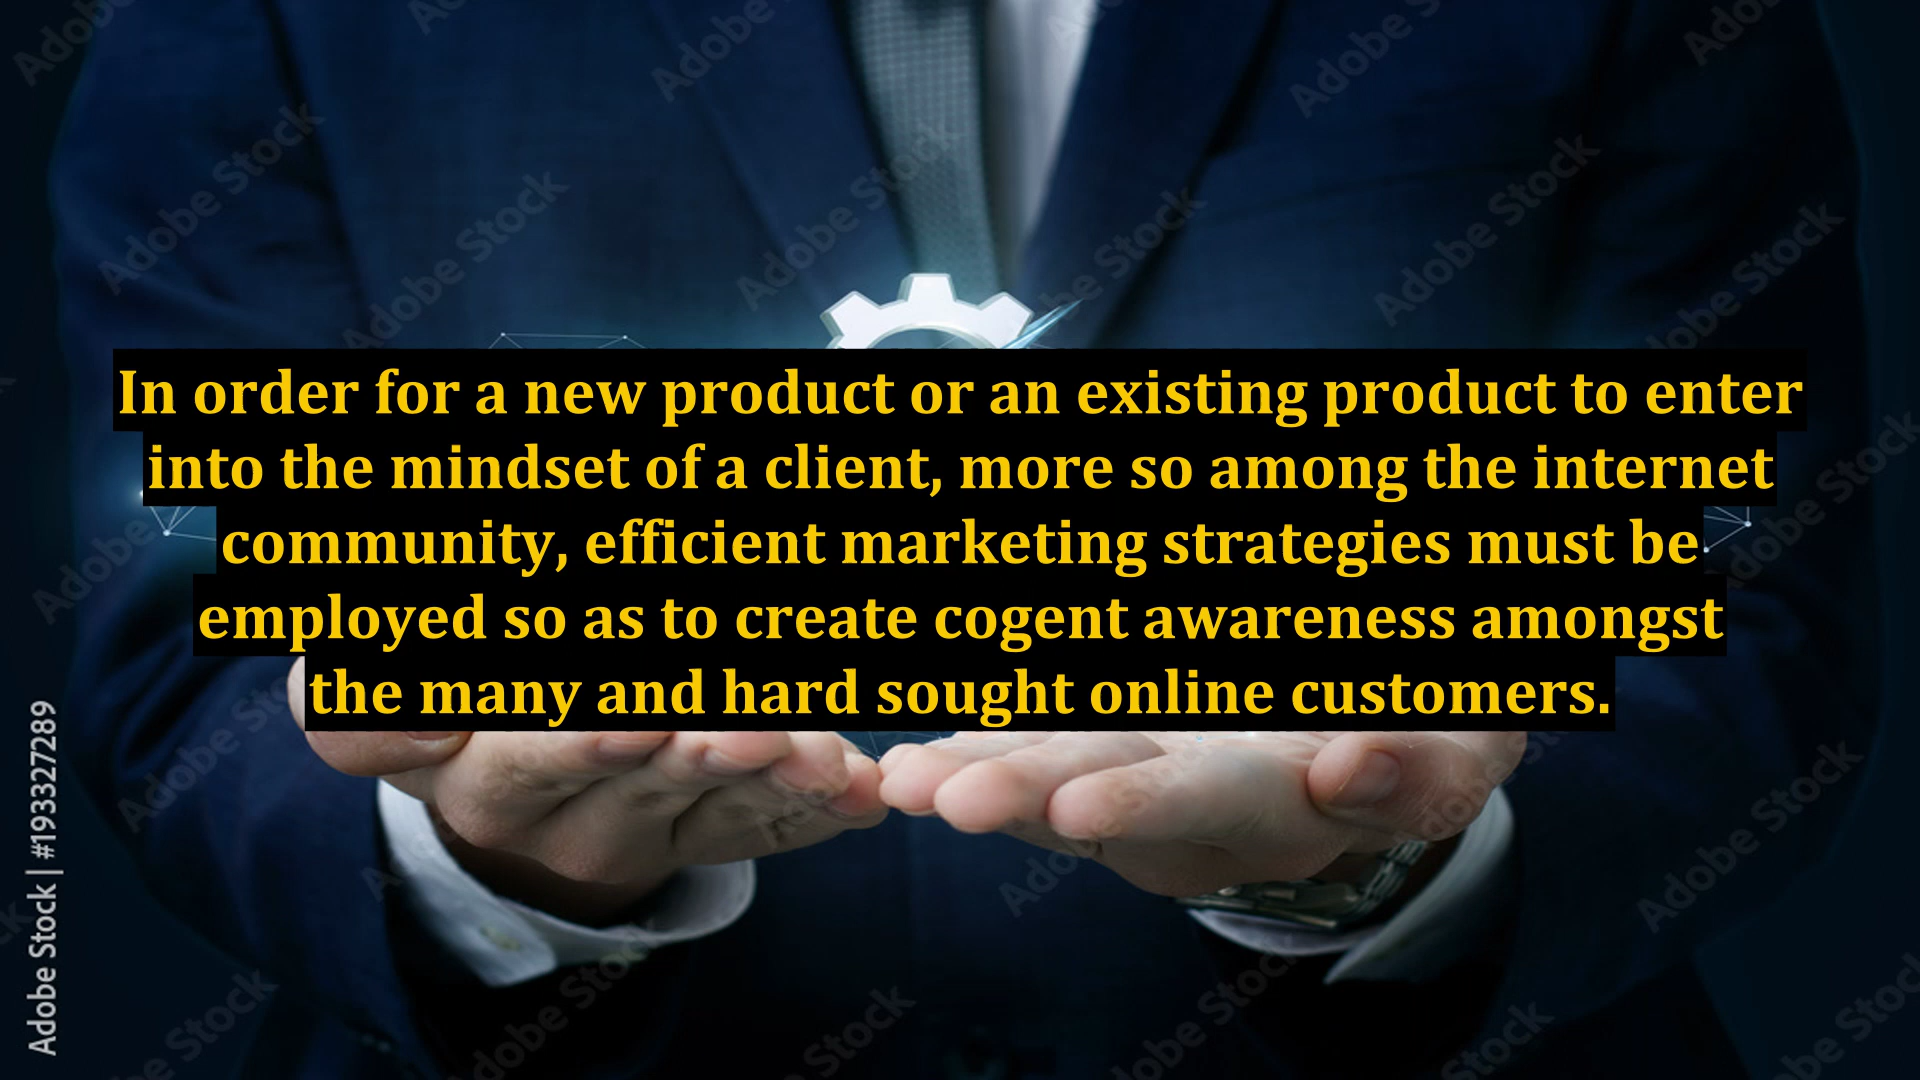 In order for a new product or an existing product to enter
into the mindset of a client, more so among the internet
community, efficient marketing strategies must be
employed so as to create cogent awareness amongst
the many and hard sought online customers.
Adobe Stock | #193327289
Adobe Stock